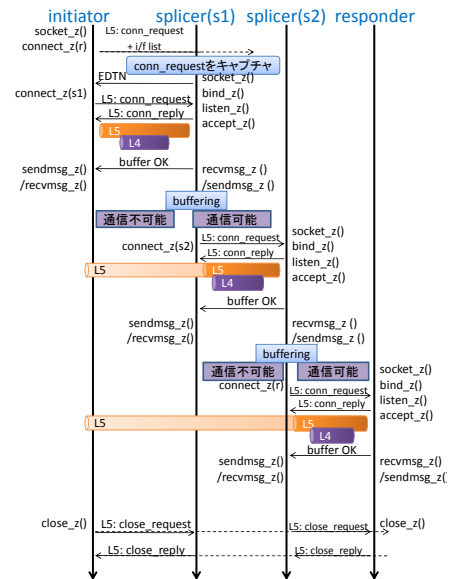 initiator splicer(s1) splicer(s2) responder
socket_z() L5: conn_request
connect_z(r) + i/f list
conn_requestをキャプチャ
EDTN socket_z()
connect_z(s1) L5: conn_request bind_z()
L5: conn_reply listen_z()
accept_z()
L5
L4
buffer OK
sendmsg_z() recvmsg_z ()
/recvmsg_z() /sendmsg_z ()
buffering
通信不可能 通信可能
L5: conn_request socket_z()
connect_z(s2) bind_z()
L5: conn_reply listen_z()
L5 L5 accept_z()
L4
buffer OK
sendmsg_z() recvmsg_z ()
/recvmsg_z() /sendmsg_z ()
buffering
通信不可能 通信可能 socket_z()
connect_z(r) bind_z()
L5: conn_request
L5: conn_reply listen_z()
accept_z()
L5 L5
L4
buffer OK
sendmsg_z() recvmsg_z()
/recvmsg_z() /sendmsg_z()
close_z() L5: close_request L5: close_request close_z()
L5: close_reply L5: close_reply